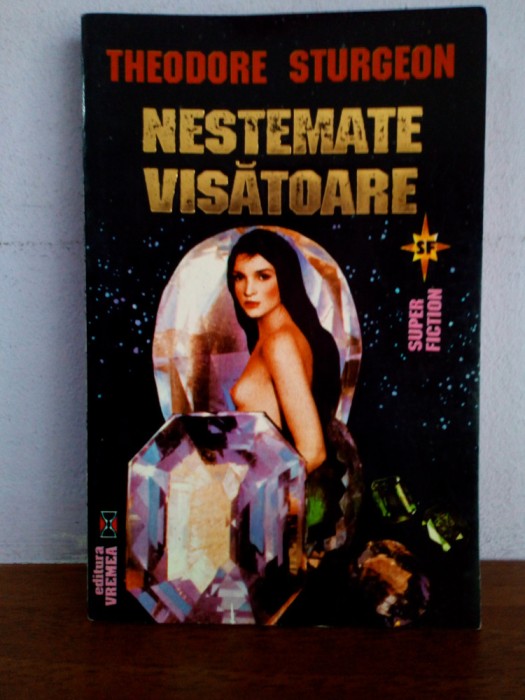 THEODORE STURGEON
NESTEMATE
VISĂTOARE
SF
SUPER
FICTION
editura
VREMEA